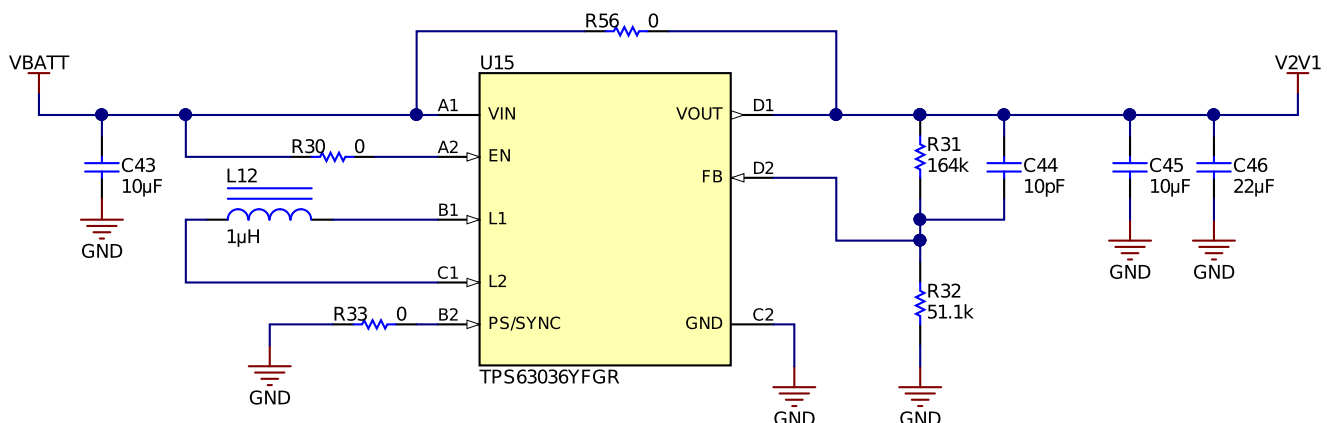 R56 0
VBATT
U15
V2V1
A1 VIN
VOUT D1
R30 0
A2 EN
R31
164k
C43
10µF
C44
10pF
C45
10µF
C46
22µF
L12
FB D2
1µH
B1 L1
GND
C1 L2
GND
GND
R32
51.1k
R33 0
B2 PS/SYNC
GND C2
TPS63036YFGR
GND
GND
GND